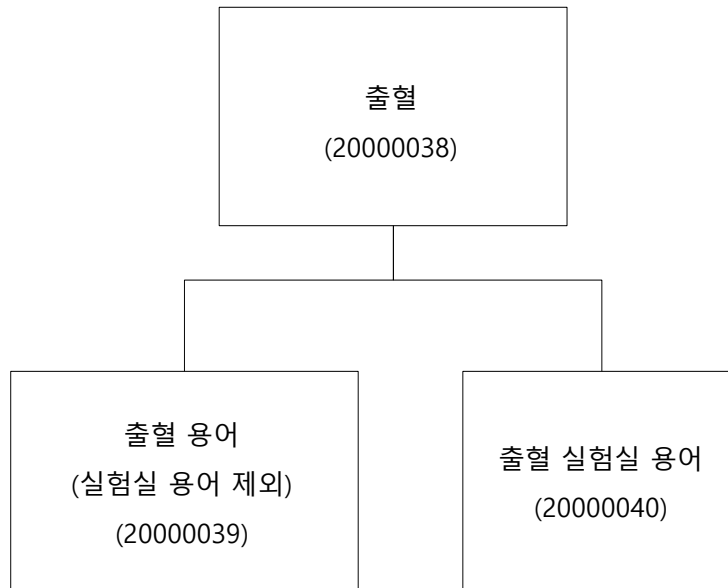 출혈
(20000038)
출혈 용어
(실험실 용어 제외)
(20000039)
출혈 실험실 용어
(20000040)